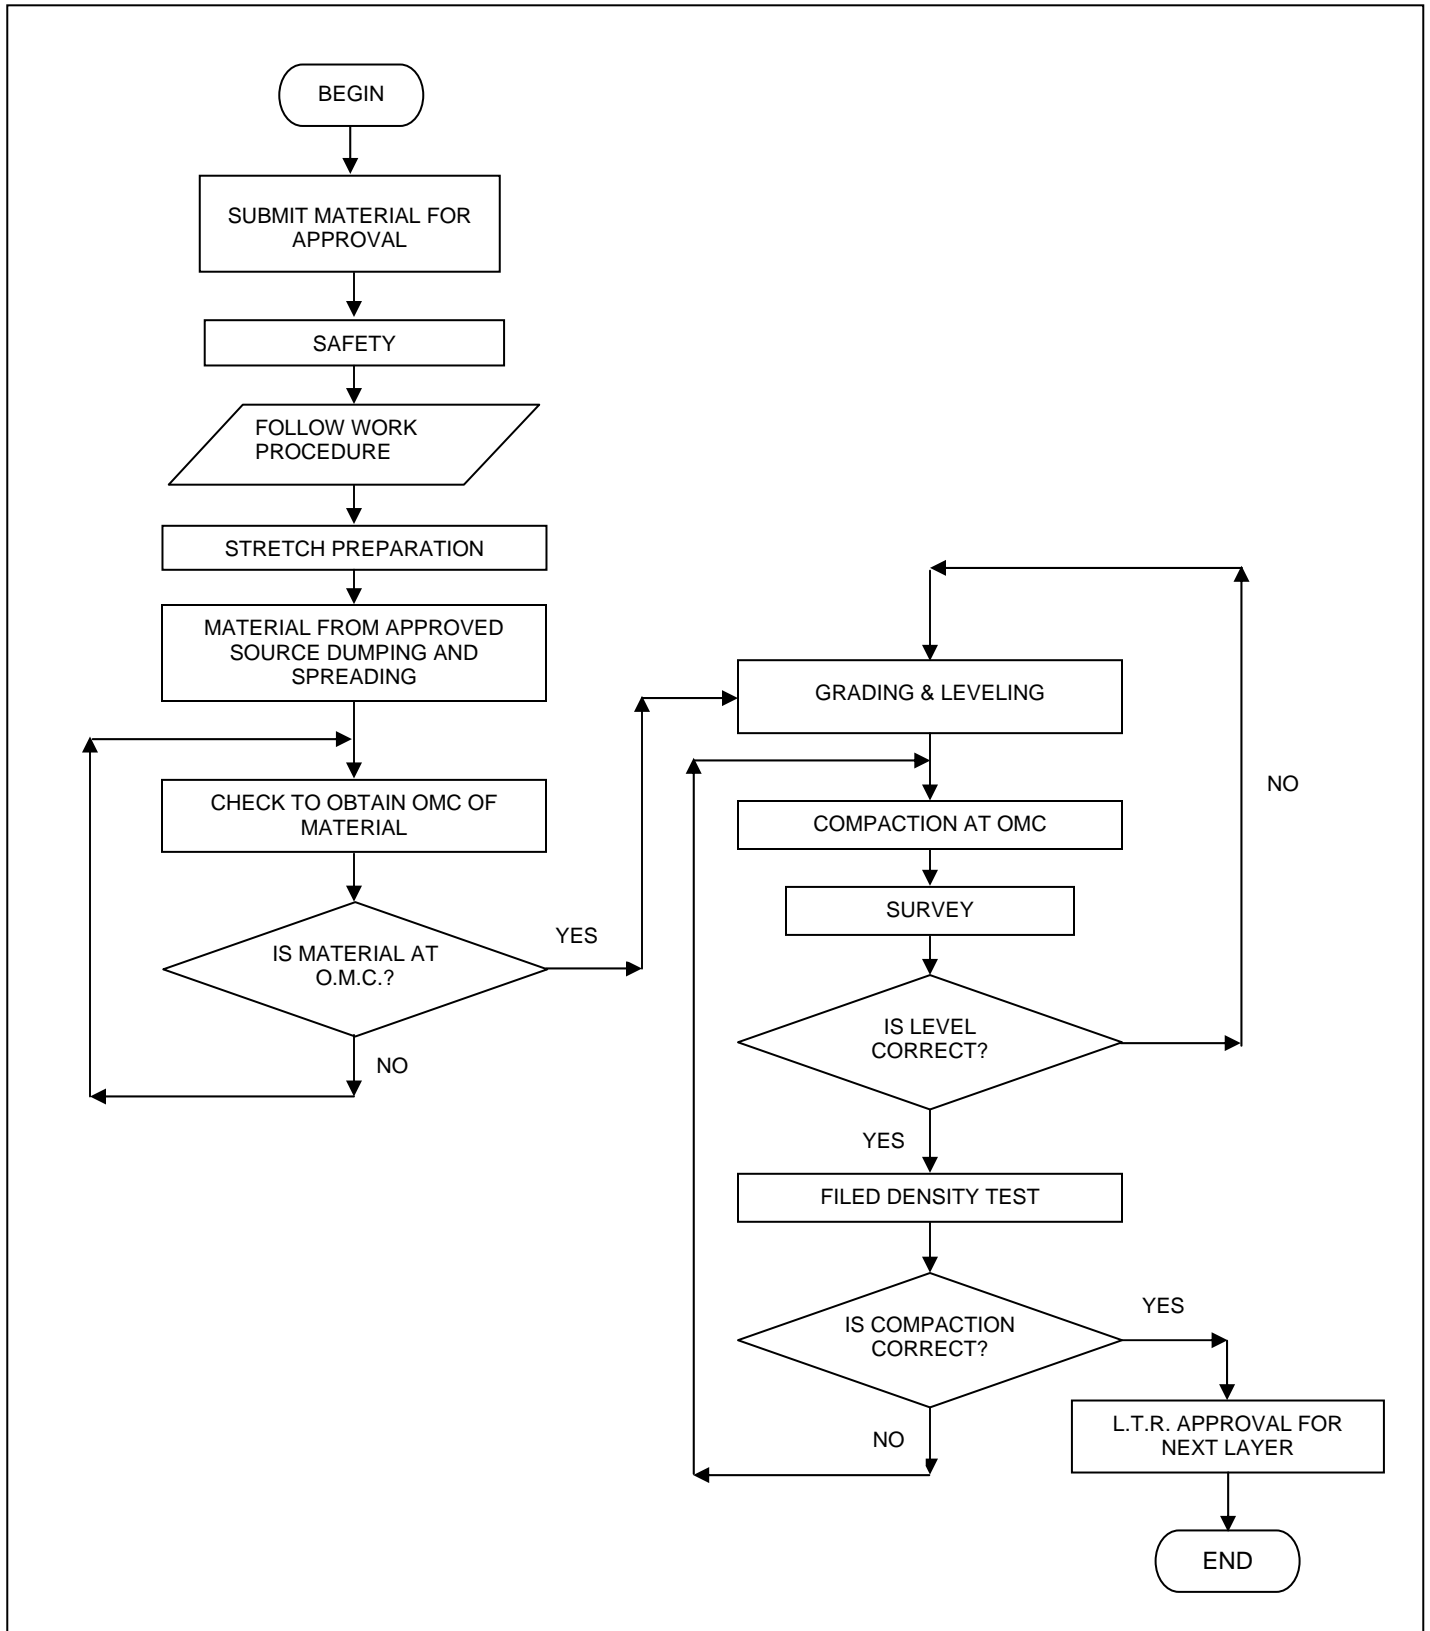 BEGIN
SUBMIT MATERIAL FOR
APPROVAL
SAFETY
FOLLOW WORK
PROCEDURE
STRETCH PREPARATION
MATERIAL FROM APPROVED
SOURCE DUMPING AND
SPREADING
CHECK TO OBTAIN OMC OF
MATERIAL
IS MATERIAL AT
O.M.C.?
YES
NO
GRADING & LEVELING
COMPACTION AT OMC
SURVEY
IS LEVEL
CORRECT?
NO
YES
FILED DENSITY TEST
IS COMPACTION
CORRECT?
YES
NO
L.T.R. APPROVAL FOR
NEXT LAYER
END